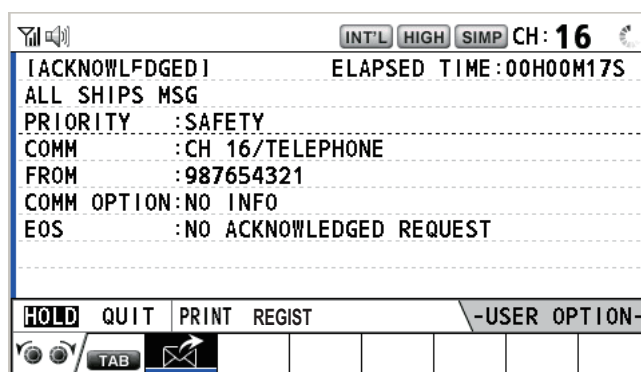 INT'L HIGH SIMP CH: 16
[ACKNOWLEDGED] ELAPSED TIME:00H00M17S
ALL SHIPS MSG
PRIORITY :SAFETY
COMM :CH 16/TELEPHONE
FROM :987654321
COMM OPTION:NO INFO
EOS :NO ACKNOWLEDGED REQUEST
HOLD QUIT PRINT REGIST -USER OPTION-
TAB